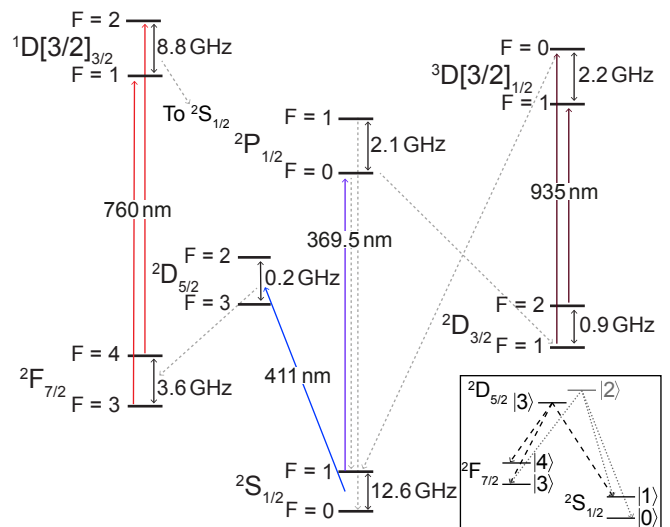 F = 2
¹D[3/2]₃/₂
8.8 GHz
F = 1
To ²S₁/₂
F = 0
³D[3/2]₁/₂
2.2 GHz
F = 1
F = 1
²P₁/₂
2.1 GHz
F = 0
760 nm
369.5 nm
935 nm
F = 2
²D₅/₂
0.2 GHz
F = 3
F = 2
²D₃/₂
0.9 GHz
F = 1
F = 4
²F₇/₂
3.6 GHz
F = 3
411 nm
F = 1
²S₁/₂
12.6 GHz
F = 0
²D₅/₂ |3⟩
|2⟩
²F₇/₂
|4⟩
|3⟩
²S₁/₂
|1⟩
|0⟩